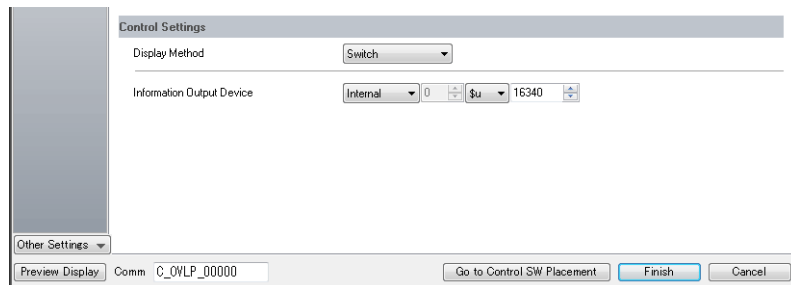 Control Settings
Display Method Switch
Information Output Device Internal 0 $u 16340
Other Settings
Preview Display Comm C_OVLP_00000 Go to Control SW Placement Finish Cancel